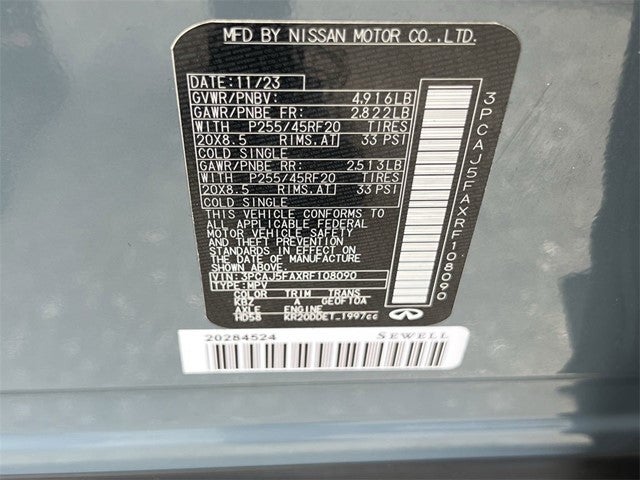 MFD BY NISSAN MOTOR CO.,LTD.
DATE:11/23
GVWR/PNBV: 4,916LB
GAWR/PNBE FR: 2,822LB
WITH P255/45RF20 TIRES
20X8.5 RIMS,AT 33 PSI
COLD SINGLE
GAWR/PNBE RR: 2,513LB
WITH P255/45RF20 TIRES
20X8.5 RIMS,AT 33 PSI
COLD SINGLE
THIS VEHICLE CONFORMS TO
ALL APPLICABLE FEDERAL
MOTOR VEHICLE SAFETY
AND THEFT PREVENTION
STANDARDS IN EFFECT ON
THE DATE OF MANUFACTURE
SHOWN ABOVE.
VIN:3PCAJ5FAXRF108090
TYPE:MPV
COLOR TRIM TRANS
KBZ A GE0FT0A
AXLE ENGINE
HD58 KR20DDET 1997cc
3PCAJ5FAXRF108090
20284524 SEWELL